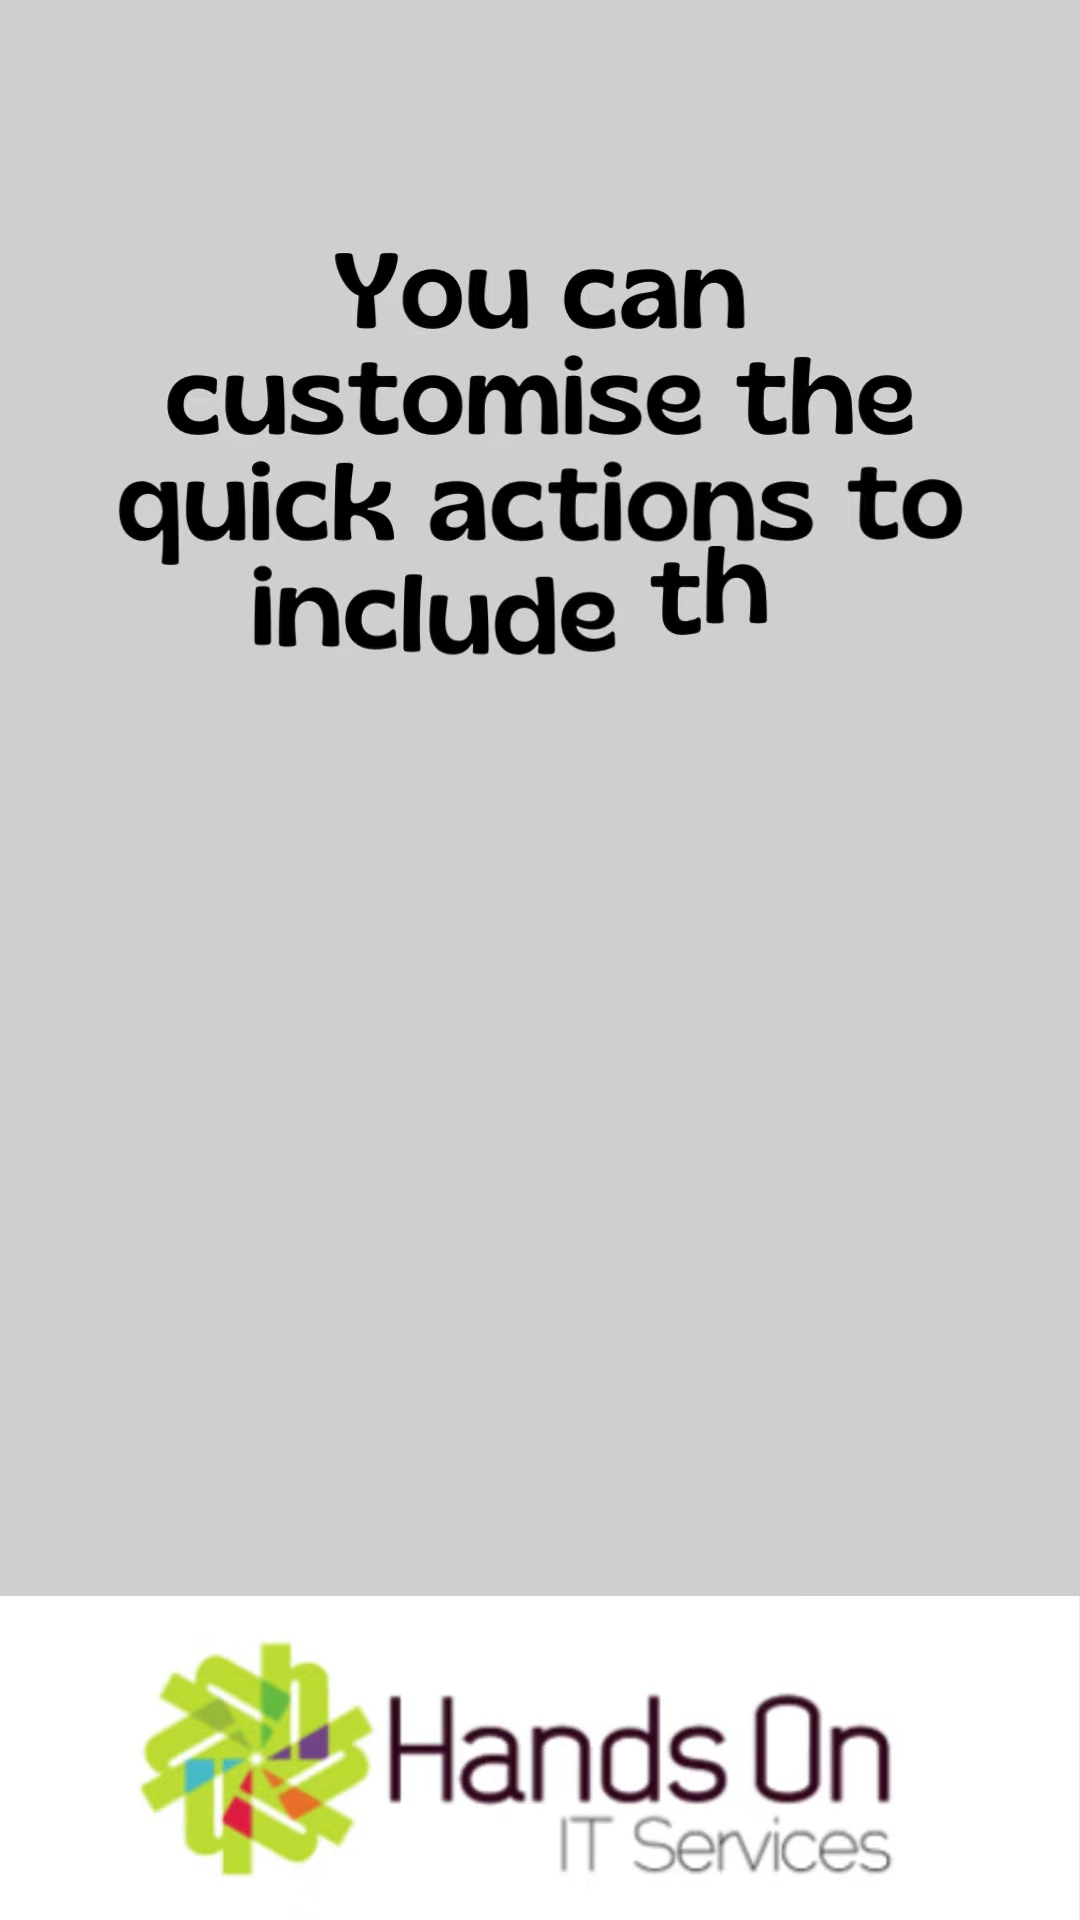 You can
customise the
quick actions to
include th
Hands On
IT Services